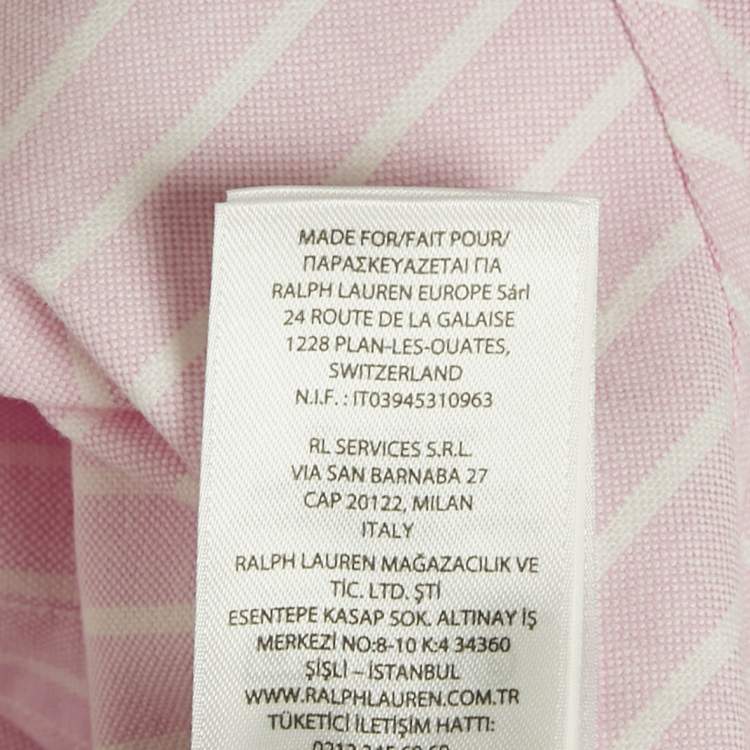 MADE FOR/FAIT POUR/
ΠΑΡΑΣΚΕΥΑΖΕΤΑΙ ΓΙΑ
RALPH LAUREN EUROPE Sárl
24 ROUTE DE LA GALAISE
1228 PLAN-LES-OUATES,
SWITZERLAND
N.I.F. : IT03945310963
RL SERVICES S.R.L.
VIA SAN BARNABA 27
CAP 20122, MILAN
ITALY
RALPH LAUREN MAĞAZACILIK VE
TİC. LTD. ŞTİ
ESENTEPE KASAP SOK. ALTINAY İŞ
MERKEZİ NO:8-10 K:4 34360
ŞİŞLİ – İSTANBUL
WWW.RALPHLAUREN.COM.TR
TÜKETİCİ İLETİŞİM HATTI: